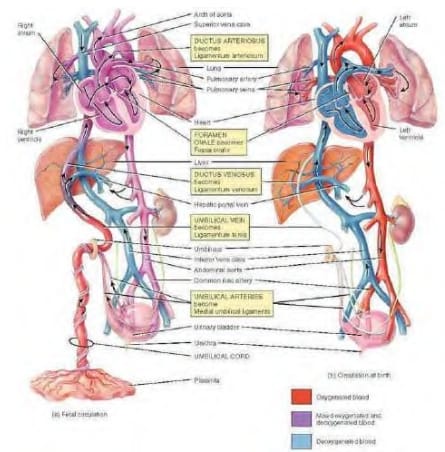 Arch of aorta
Superior vena cava
Right
atrium
Left
atrium
DUCTUS ARTERIOSUS
becomes
Ligamentum arteriosum
Lung
Pulmonary artery
Pulmonary veins
Heart
Right
ventricle
Left
ventricle
FORAMEN
OVALE becomes
Fossa ovalis
Liver
DUCTUS VENOSUS
becomes
Ligamentum venosum
Hepatic portal vein
UMBILICAL VEIN
becomes
Ligamentum teres
Umbilicus
Inferior vena cava
Abdominal aorta
Common iliac artery
UMBILICAL ARTERIES
become
Medial umbilical ligaments
Urinary bladder
Urethra
UMBILICAL CORD
Placenta
(a) Fetal circulation
(b) Circulation at birth
Oxygenated blood
Mixed oxygenated and
deoxygenated blood
Deoxygenated blood